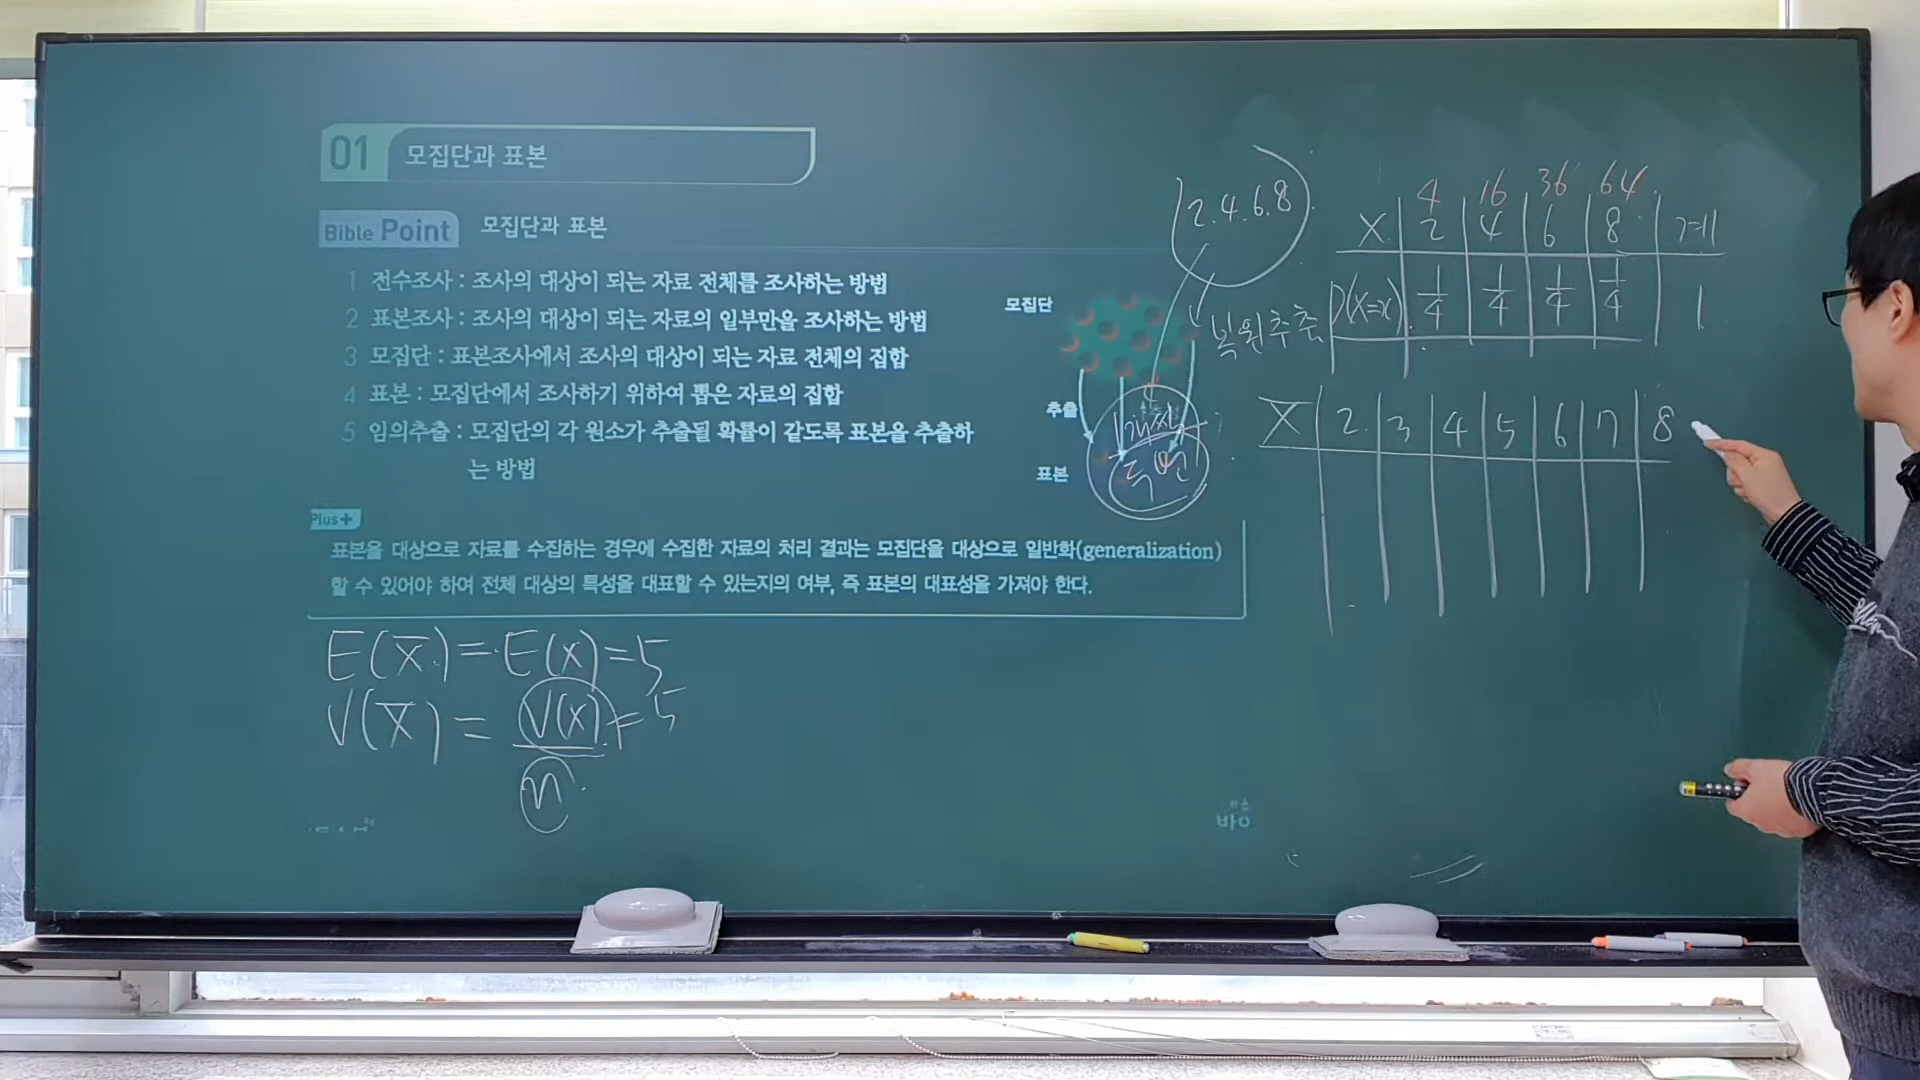 01 모집단과 표본
Bible Point 모집단과 표본
1 전수조사 : 조사의 대상이 되는 자료 전체를 조사하는 방법
2 표본조사 : 조사의 대상이 되는 자료의 일부만을 조사하는 방법
3 모집단 : 표본조사에서 조사의 대상이 되는 자료 전체의 집합
4 표본 : 모집단에서 조사하기 위하여 뽑은 자료의 집합
5 임의추출 : 모집단의 각 원소가 추출될 확률이 같도록 표본을 추출하
는 방법
모집단
추출
표본
Plus+
표본을 대상으로 자료를 수집하는 경우에 수집한 자료의 처리 결과는 모집단을 대상으로 일반화(generalization)
할 수 있어야 하여 전체 대상의 특성을 대표할 수 있는지의 여부, 즉 표본의 대표성을 가져야 한다.
E(X̅) = E(X) = 5
V(X̅) = V(X)/n = 5
2.4.6.8
복원추출
4 16 36 64
X 2 4 6 8 계
P(X=x) 1/4 1/4 1/4 1/4 1
X̅ 2 3 4 5 6 7 8